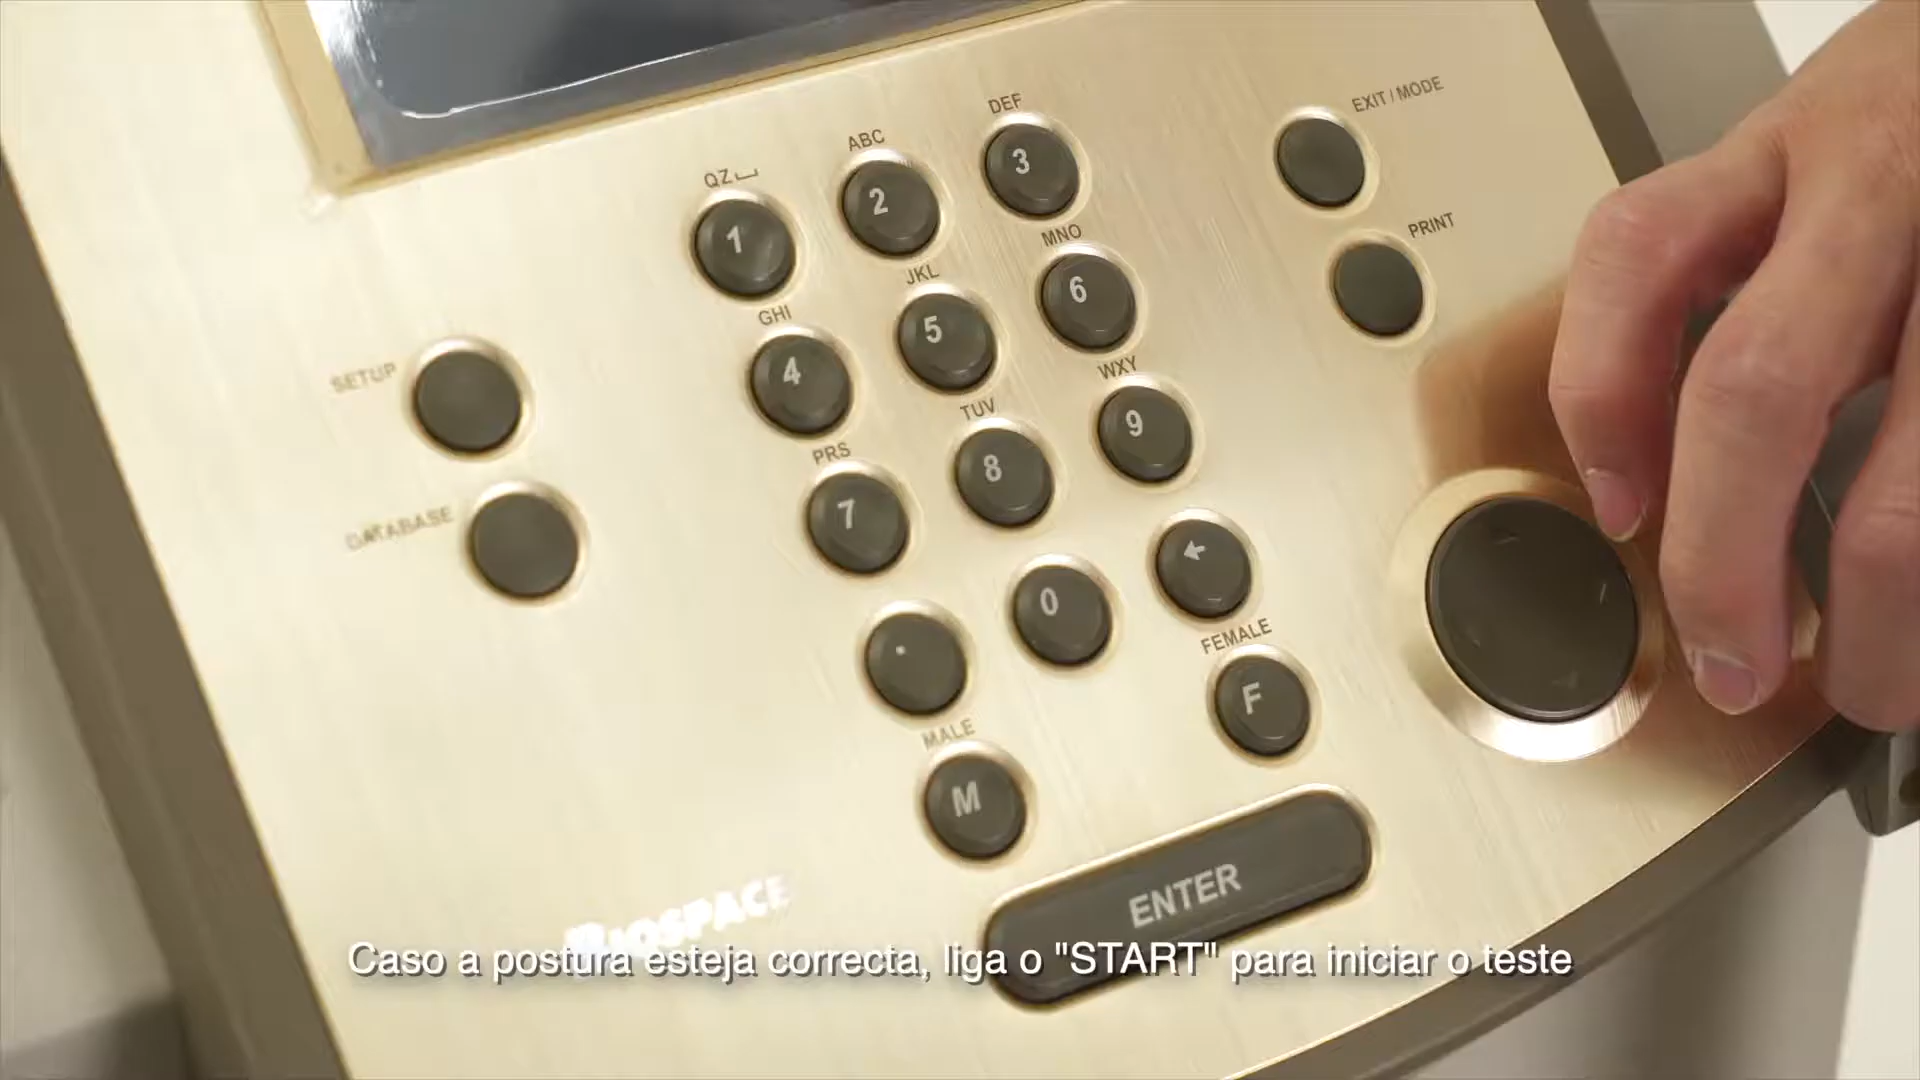 DEF
EXIT / MODE
ABC
3
QZ
2
PRINT
1
MNO
JKL
6
GHI
5
WXY
SETUP
4
9
TUV
PRS
8
DATABASE
7
←
0
.
FEMALE
F
MALE
M
ENTER
BIOSPACE
Caso a postura esteja correcta, liga o "START" para iniciar o teste